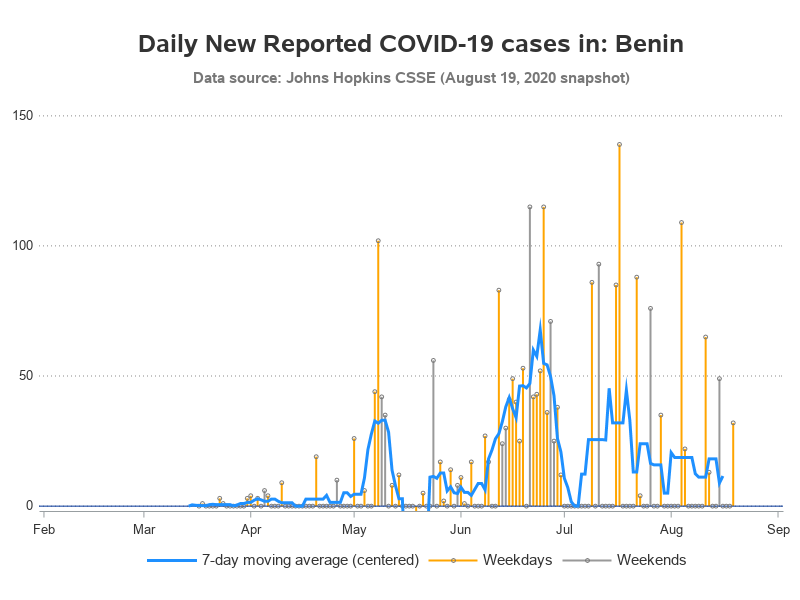 Daily New Reported COVID-19 cases in: Benin
Data source: Johns Hopkins CSSE (August 19, 2020 snapshot)
150
100
50
0
Feb Mar Apr May Jun Jul Aug Sep
7-day moving average (centered) Weekdays Weekends